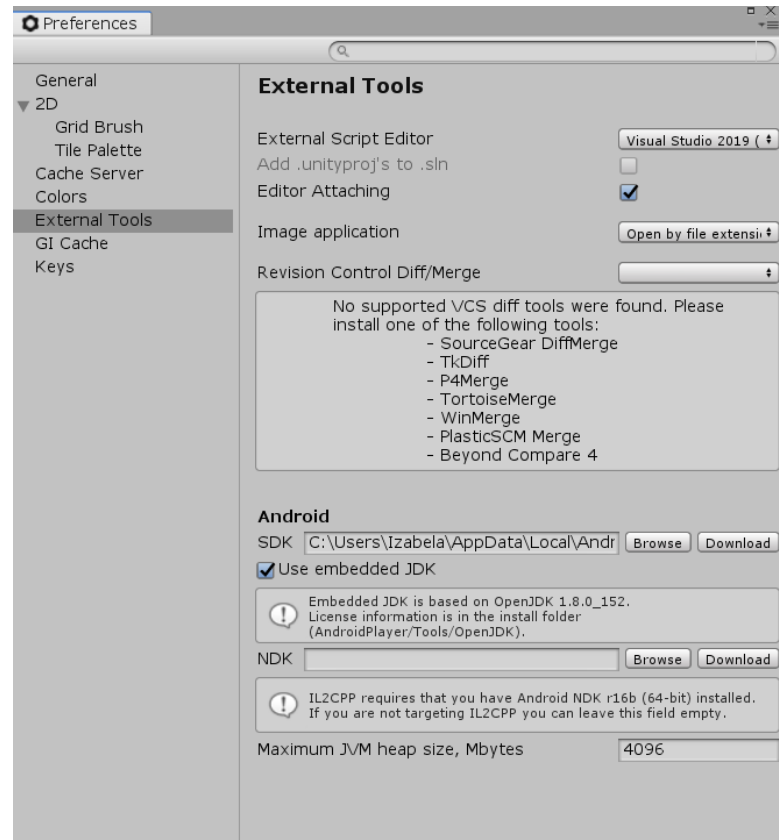 Preferences
General
2D
Grid Brush
Tile Palette
Cache Server
Colors
External Tools
GI Cache
Keys
External Tools
External Script Editor Visual Studio 2019 (
Add .unityproj's to .sln
Editor Attaching
Image application Open by file extensi
Revision Control Diff/Merge
No supported VCS diff tools were found. Please
install one of the following tools:
- SourceGear DiffMerge
- TkDiff
- P4Merge
- TortoiseMerge
- WinMerge
- PlasticSCM Merge
- Beyond Compare 4
Android
SDK C:\Users\Izabela\AppData\Local\Andr Browse Download
Use embedded JDK
Embedded JDK is based on OpenJDK 1.8.0_152.
License information is in the install folder
(AndroidPlayer/Tools/OpenJDK).
NDK Browse Download
IL2CPP requires that you have Android NDK r16b (64-bit) installed.
If you are not targeting IL2CPP you can leave this field empty.
Maximum JVM heap size, Mbytes 4096